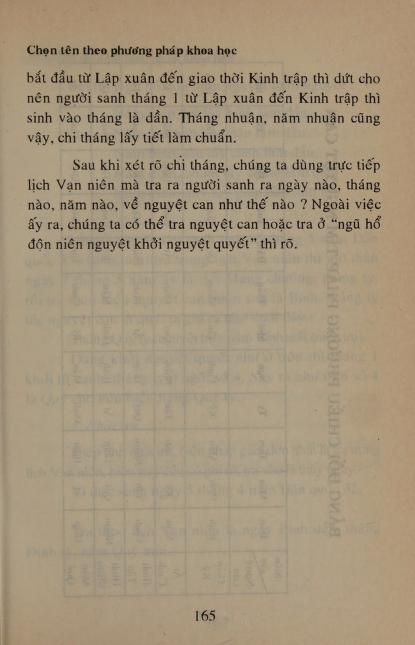 Chọn tên theo phương pháp khoa học
bắt đầu từ Lập xuân đến giao thời Kinh trập thì dứt cho
nên người sanh tháng 1 từ Lập xuân đến Kinh trập thì
sinh vào tháng là dần. Tháng nhuận, năm nhuận cũng
vậy, chi tháng lấy tiết làm chuẩn.
Sau khi xét rõ chi tháng, chúng ta dùng trực tiếp
lịch Vạn niên mà tra ra người sanh ra ngày nào, tháng
nào, năm nào, về nguyệt can như thế nào ? Ngoài việc
ấy ra, chúng ta có thể tra nguyệt can hoặc tra ở “ngũ hổ
độn niên nguyệt khởi nguyệt quyết” thì rõ.
165